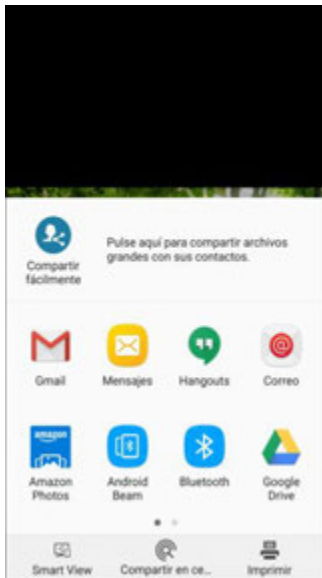 Compartir
fácilmente
Pulse aquí para compartir archivos
grandes con sus contactos.
Gmail
Mensajes
Hangouts
Correo
amazon
Amazon
Photos
Android
Beam
Bluetooth
Google
Drive
Smart View
Compartir en ce...
Imprimir